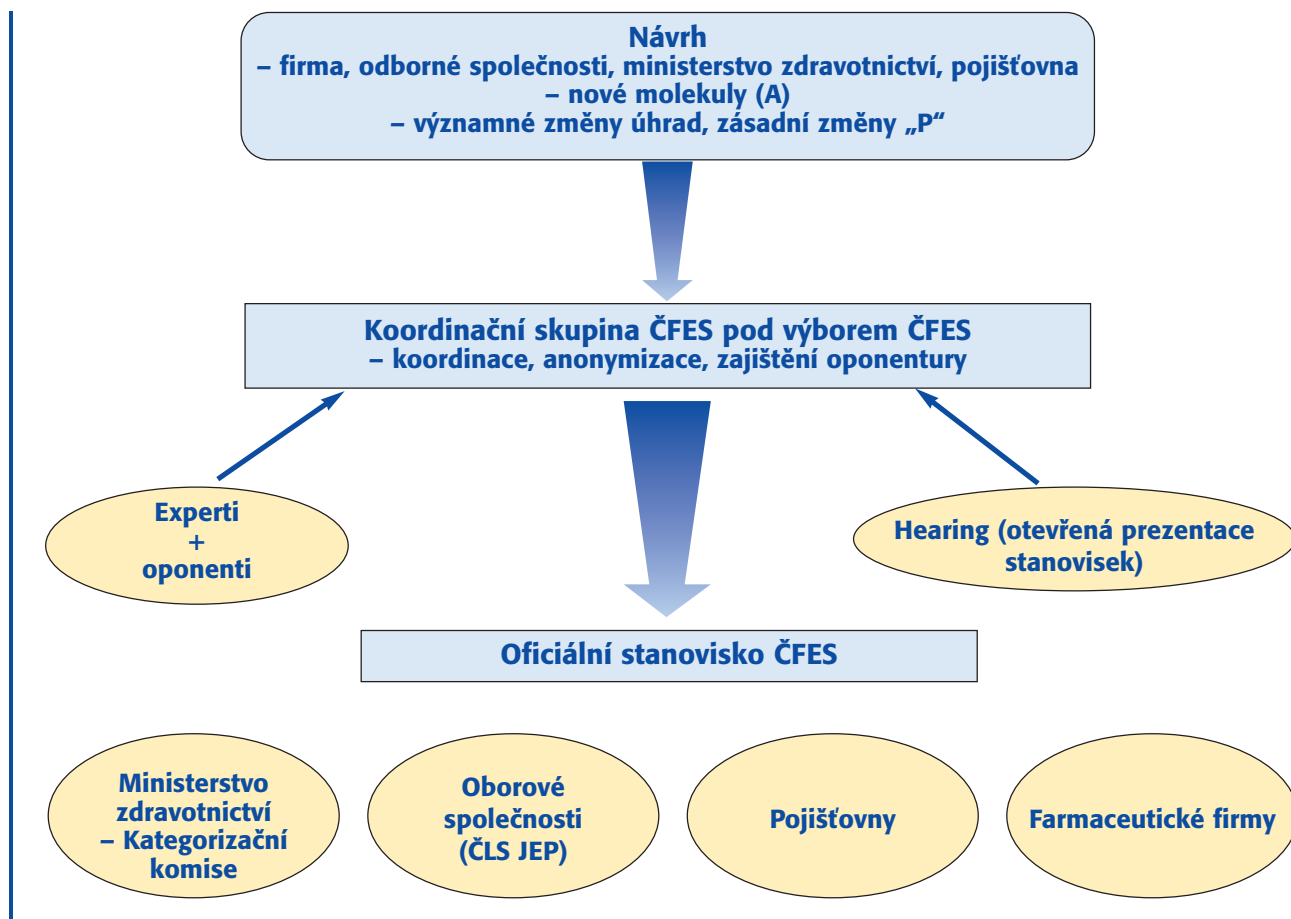 Návrh
– firma, odborné společnosti, ministerstvo zdravotnictví, pojišťovna
– nové molekuly (A)
– významné změny úhrad, zásadní změny „P“
Koordinační skupina ČFES pod výborem ČFES
– koordinace, anonymizace, zajištění oponentury
Experti
+
oponenti
Hearing (otevřená prezentace
stanovisek)
Oficiální stanovisko ČFES
Ministerstvo
zdravotnictví
– Kategorizační
komise
Oborové
společnosti
(ČLS JEP)
Pojišťovny
Farmaceutické firmy